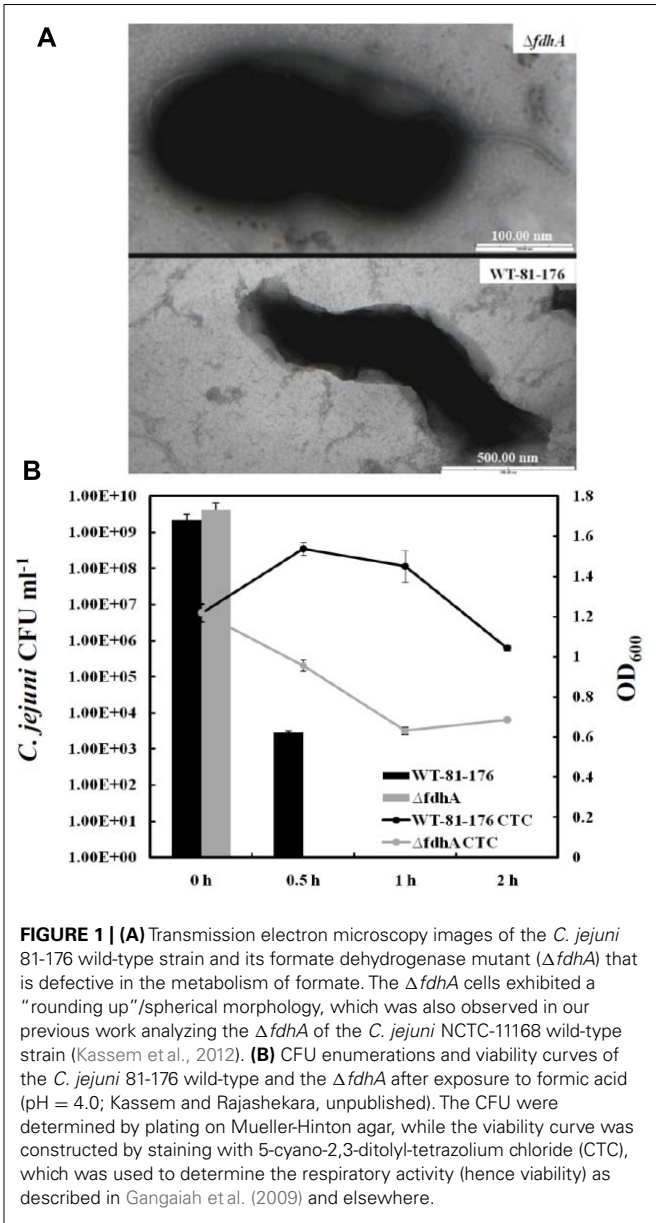 A
ΔfdhA
100.00 nm
WT-81-176
500.00 nm
B
C. jejuni CFU ml-1
1.00E+10
1.00E+09
1.00E+08
1.00E+07
1.00E+06
1.00E+05
1.00E+04
1.00E+03
1.00E+02
1.00E+01
1.00E+00
1.8
1.6
1.4
1.2
1
0.8
0.6
0.4
0.2
0
OD600
WT-81-176
ΔfdhA
WT-81-176 CTC
ΔfdhA CTC
0 h 0.5 h 1 h 2 h
FIGURE 1 | (A) Transmission electron microscopy images of the C. jejuni
81-176 wild-type strain and its formate dehydrogenase mutant (ΔfdhA) that
is defective in the metabolism of formate. The ΔfdhA cells exhibited a
“rounding up”/spherical morphology, which was also observed in our
previous work analyzing the ΔfdhA of the C. jejuni NCTC-11168 wild-type
strain (Kassem et al., 2012). (B) CFU enumerations and viability curves of
the C. jejuni 81-176 wild-type and the ΔfdhA after exposure to formic acid
(pH = 4.0; Kassem and Rajashekara, unpublished). The CFU were
determined by plating on Mueller-Hinton agar, while the viability curve was
constructed by staining with 5-cyano-2,3-ditolyl-tetrazolium chloride (CTC),
which was used to determine the respiratory activity (hence viability) as
described in Gangaiah et al. (2009) and elsewhere.